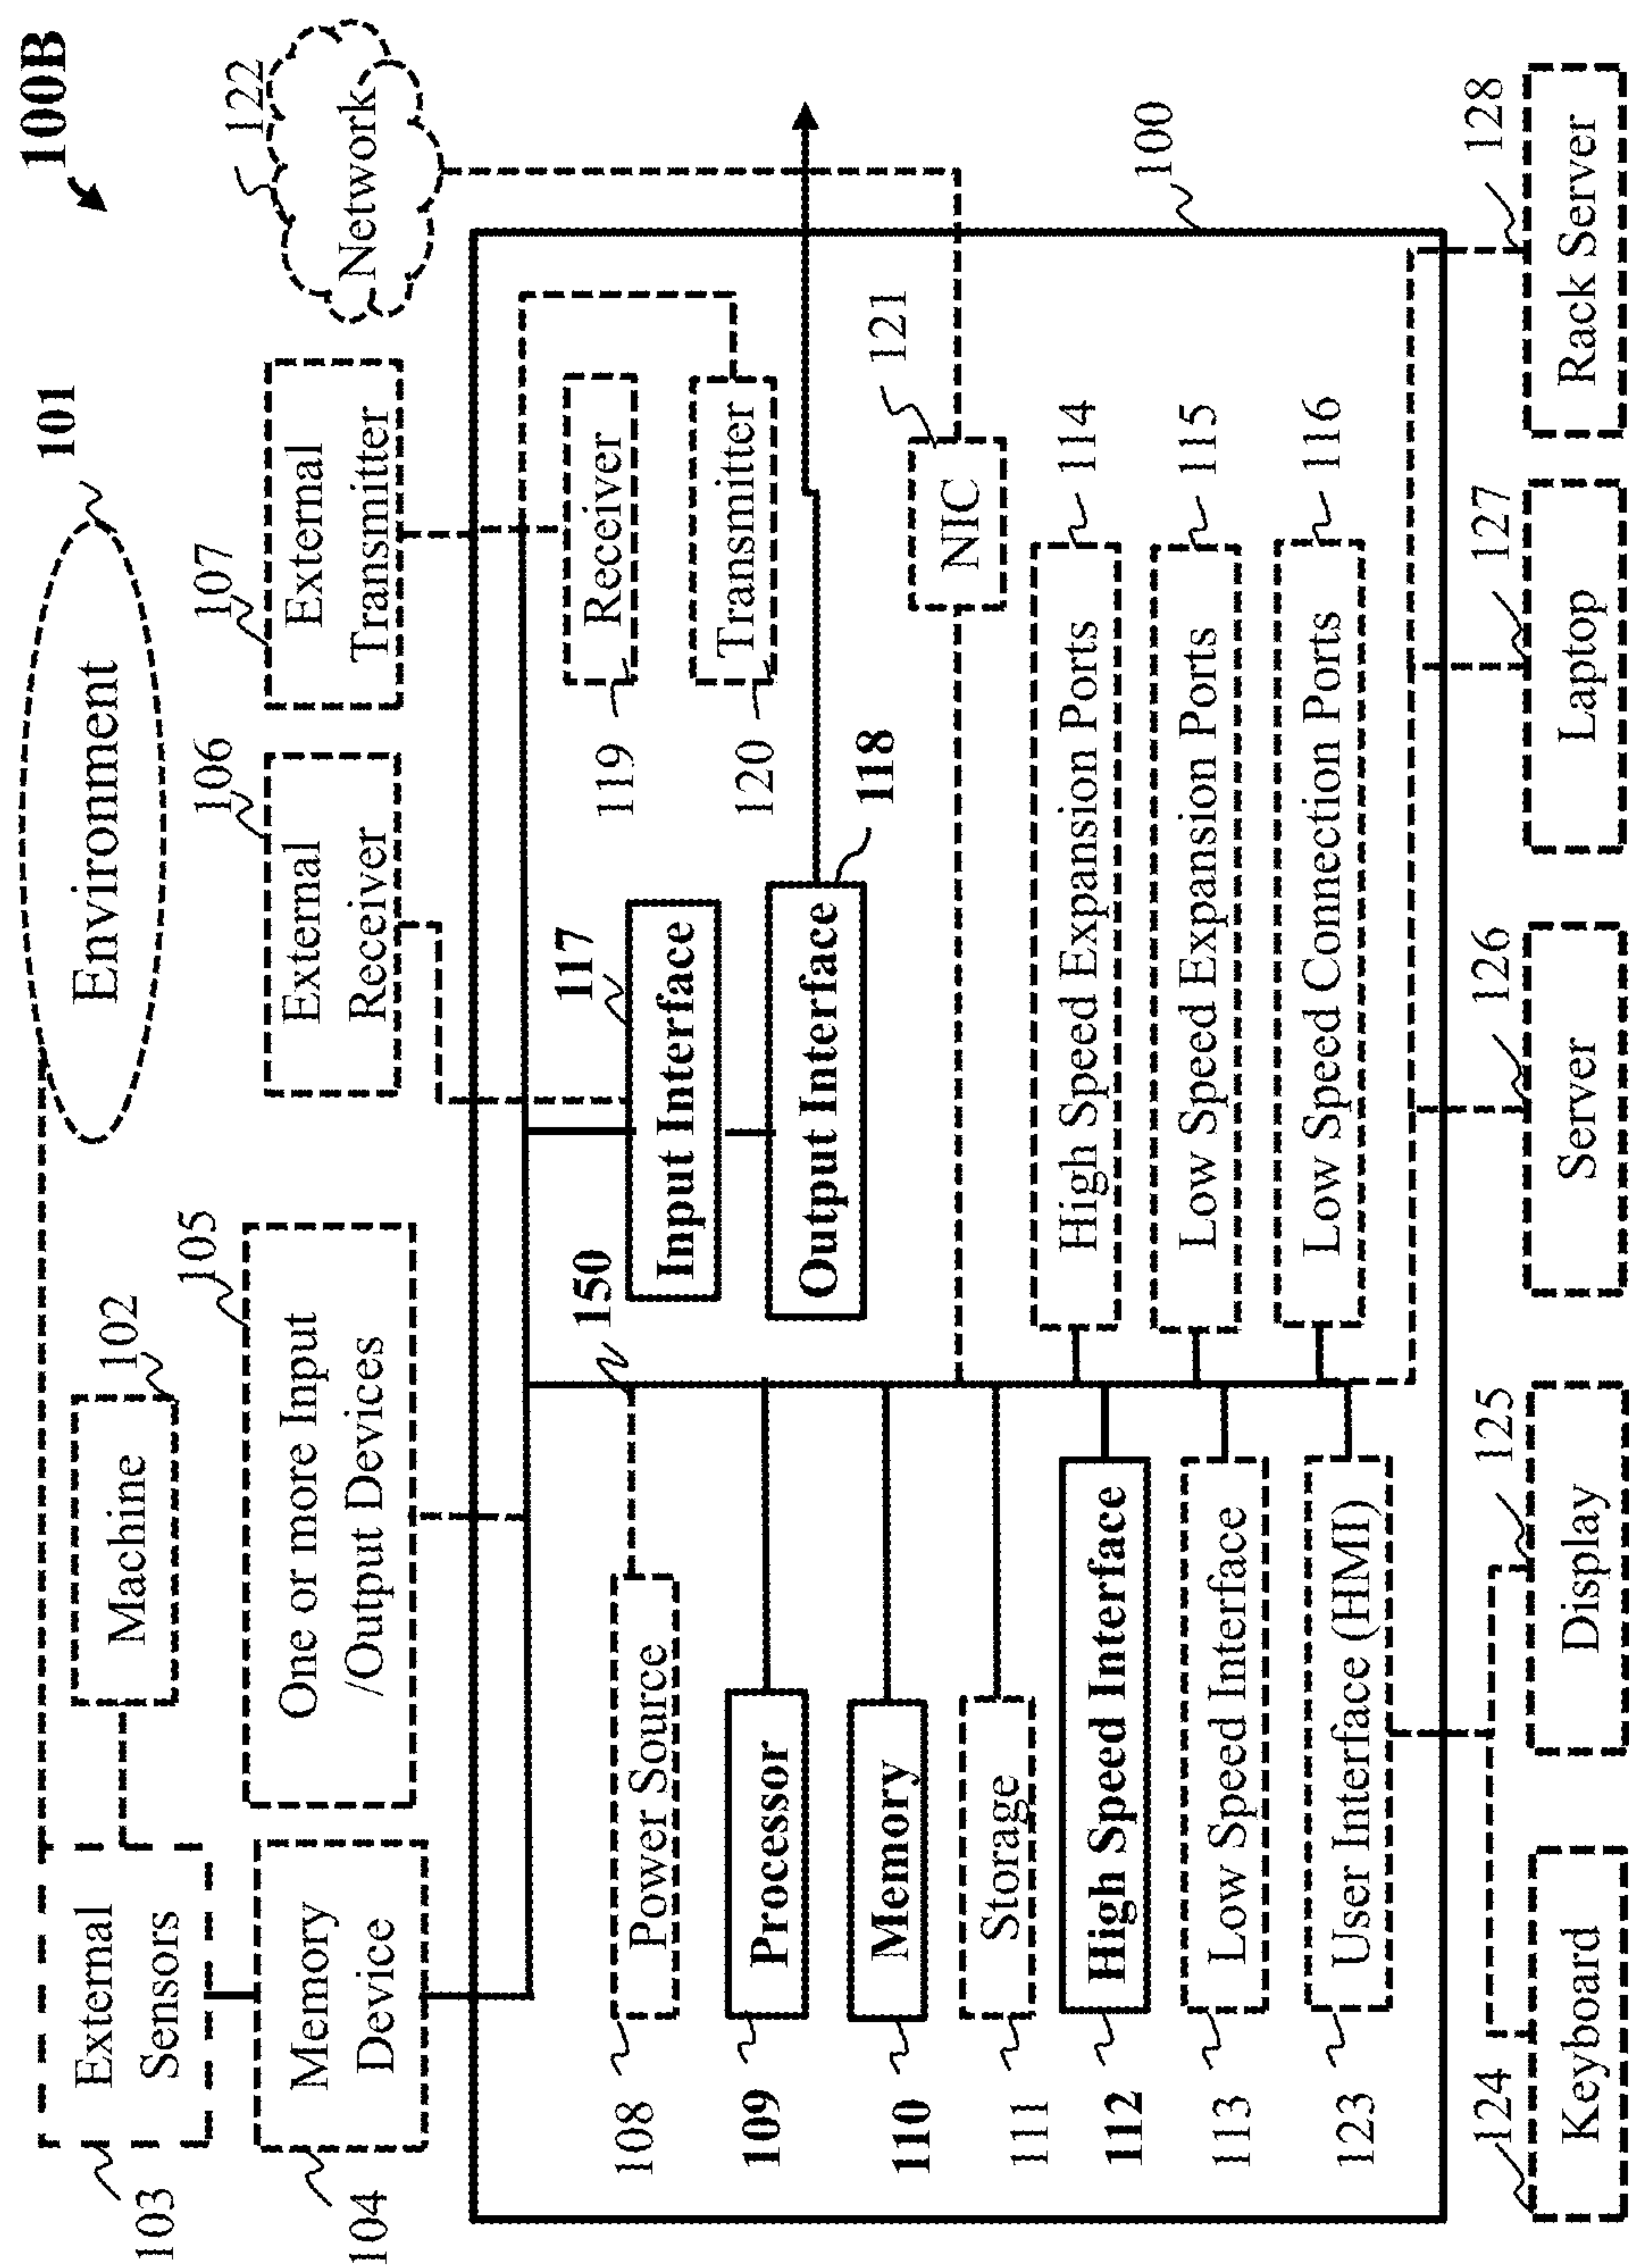 100B
101
Environment
Network
122
External
Transmitter
107
External
Receiver
106
One or more Input
/Output Devices
105
Machine
102
External
Sensors
103
Memory
Device
104
100
150
Power Source
108
Processor
109
Memory
110
Storage
111
High Speed Interface
112
Low Speed Interface
113
User Interface (HMI)
123
Input Interface
117
Output Interface
118
Receiver
119
Transmitter
120
NIC
121
High Speed Expansion Ports
114
Low Speed Expansion Ports
115
Low Speed Connection Ports
116
Keyboard
124
Display
125
Server
126
Laptop
127
Rack Server
128